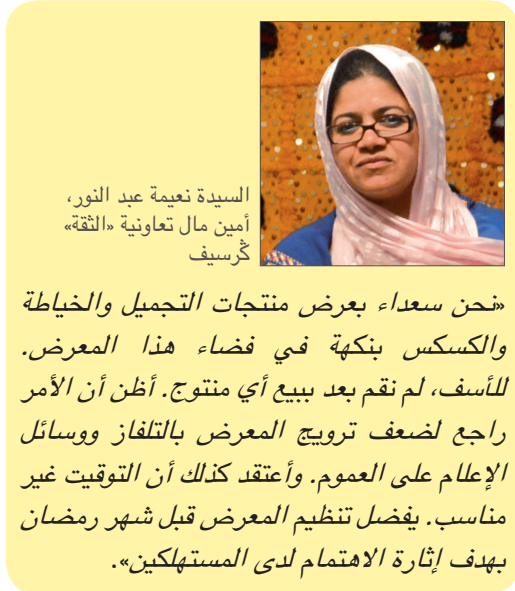 السيدة نعيمة عبد النور،
أمين مال تعاونية «الثقة»
ݣرسيف
«نحن سعداء بعرض منتجات التجميل والخياطة
والكسكس بنكهة في فضاء هذا المعرض.
للأسف، لم نقم بعد ببيع أي منتوج. أظن أن الأمر
راجع لضعف ترويج المعرض بالتلفاز ووسائل
الإعلام على العموم. وأعتقد كذلك أن التوقيت غير
مناسب. يفضل تنظيم المعرض قبل شهر رمضان
بهدف إثارة الاهتمام لدى المستهلكين».